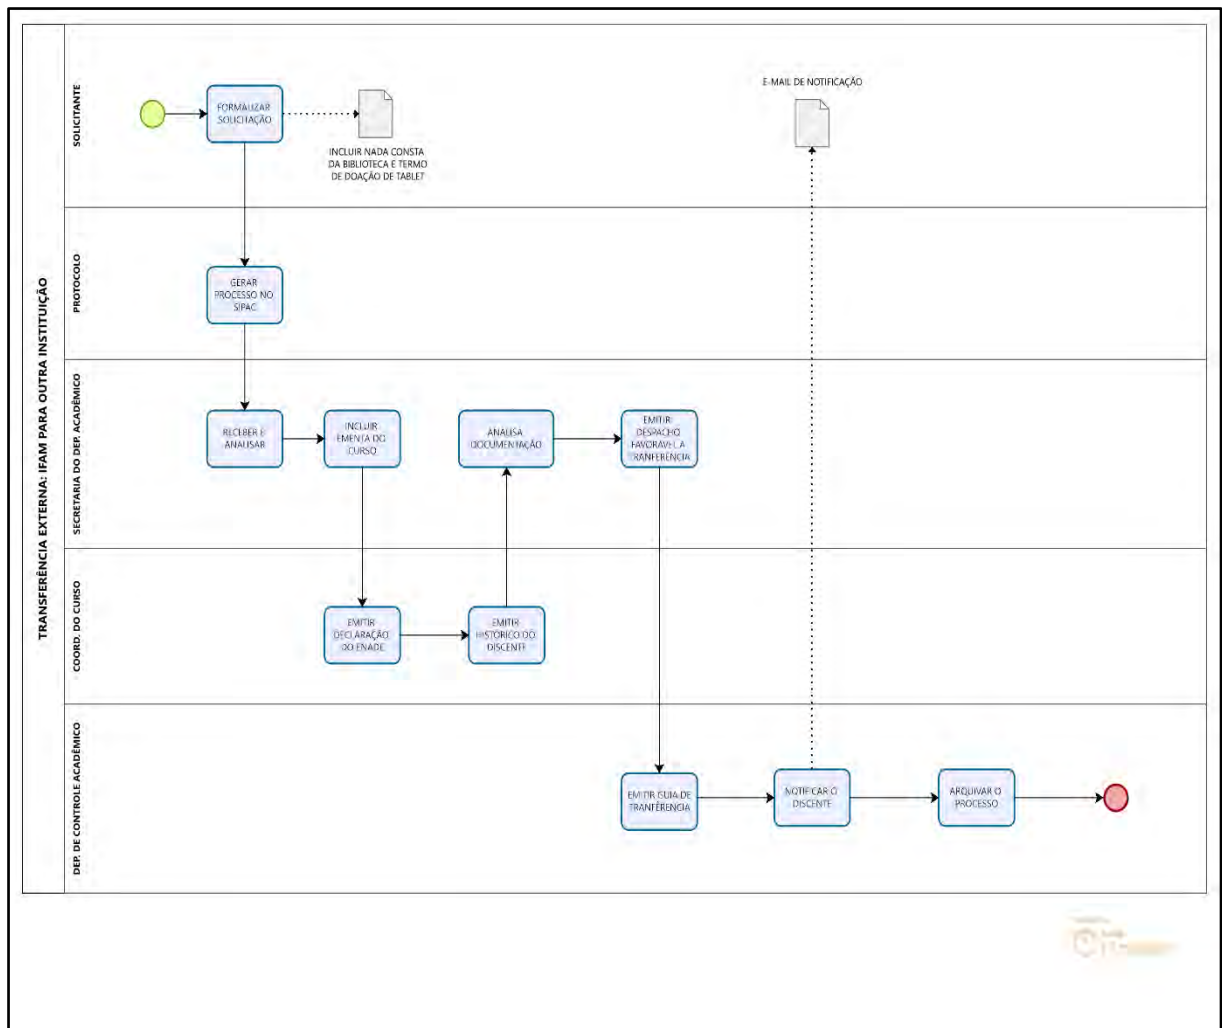 TRANSFERÊNCIA EXTERNA: IFAM PARA OUTRA INSTITUIÇÃO
SOLICITANTE
FORMALIZAR
SOLICITAÇÃO
INCLUIR NADA CONSTA
DA BIBLIOTECA E TERMO
DE DOAÇÃO DE TABLET
E-MAIL DE NOTIFICAÇÃO
PROTOCOLO
GERAR
PROCESSO NO
SIPAC
SECRETARIA DO DEP. ACADÊMICO
RECEBER E
ANALISAR
INCLUIR
EMENTA DO
CURSO
ANALISA
DOCUMENTAÇÃO
EMITIR
DESPACHO
FAVORÁVEL A
TRANFERÊNCIA
COORD. DO CURSO
EMITIR
DECLARAÇÃO
DO ENADE
EMITIR
HISTÓRICO DO
DISCENTE
DEP. DE CONTROLE ACADÊMICO
EMITIR GUIA DE
TRANFÊRENCIA
NOTIFICAR O
DISCENTE
ARQUIVAR O
PROCESSO